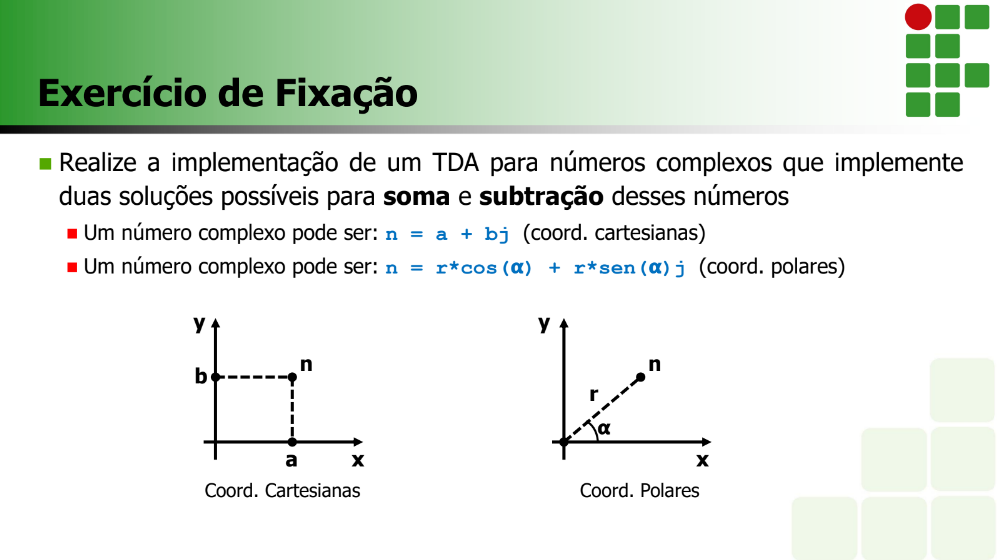 Exercício de Fixação
Realize a implementação de um TDA para números complexos que implemente
duas soluções possíveis para soma e subtração desses números
Um número complexo pode ser: n = a + bj (coord. cartesianas)
Um número complexo pode ser: n = r*cos(α) + r*sen(α)j (coord. polares)
y
b
n
a
x
Coord. Cartesianas
y
n
r
α
x
Coord. Polares